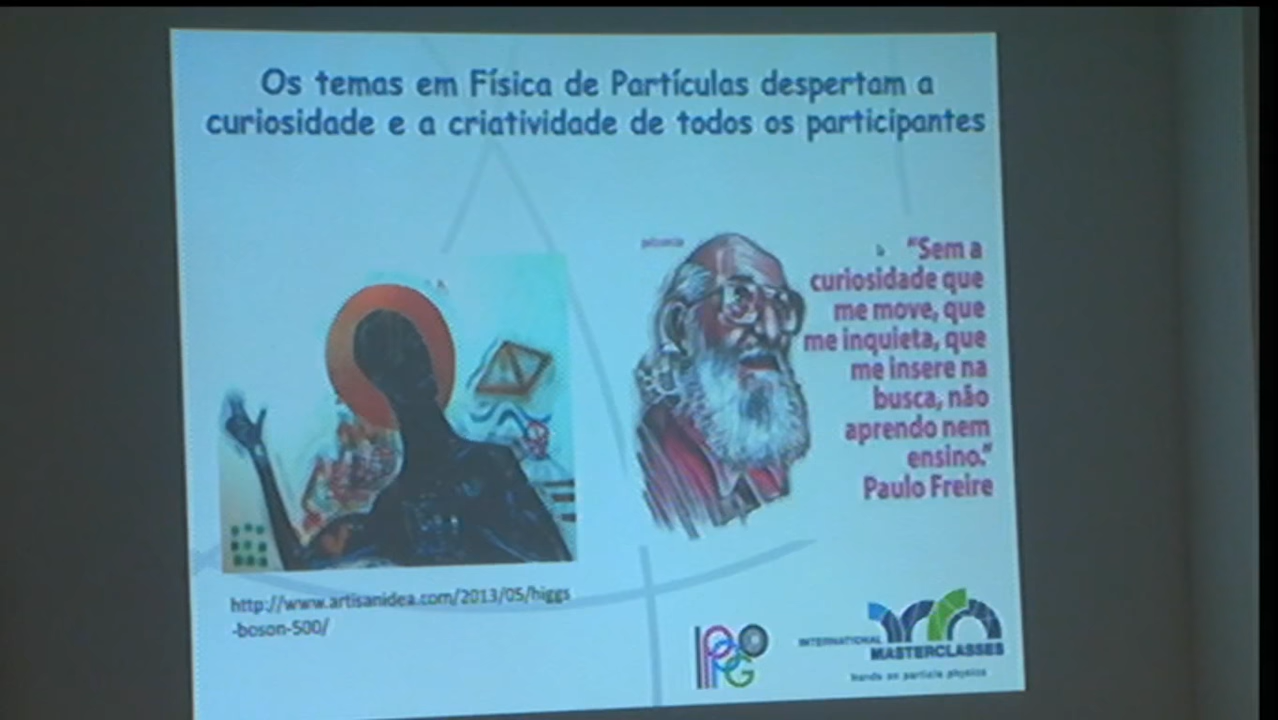 Os temas em Física de Partículas despertam a
curiosidade e a criatividade de todos os participantes
"Sem a
curiosidade que
me move, que
me inquieta, que
me insere na
busca, não
aprendo nem
ensino."
Paulo Freire
http://www.artisanidea.com/2013/05/higgs
-boson-500/
IPPOG
INTERNATIONAL
MASTERCLASSES
hands on particle physics